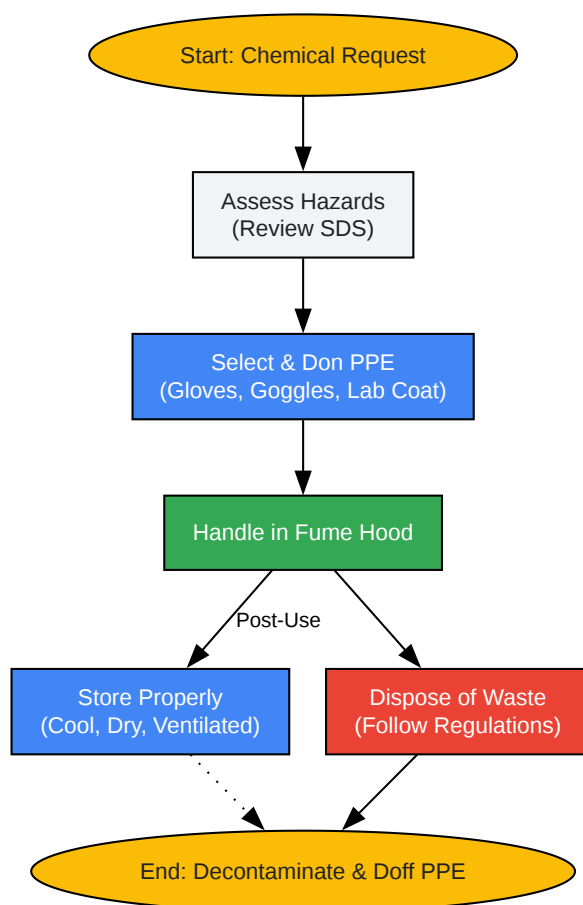 Start: Chemical Request
Assess Hazards
(Review SDS)
Select & Don PPE
(Gloves, Goggles, Lab Coat)
Handle in Fume Hood
Post-Use
Store Properly
(Cool, Dry, Ventilated)
Dispose of Waste
(Follow Regulations)
End: Decontaminate & Doff PPE